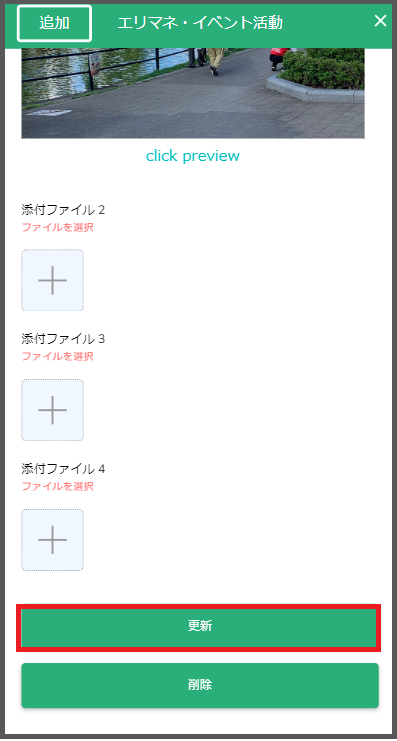 追加
エリマネ・イベント活動
click preview
添付ファイル 2
ファイルを選択
添付ファイル 3
ファイルを選択
添付ファイル 4
ファイルを選択
更新
削除